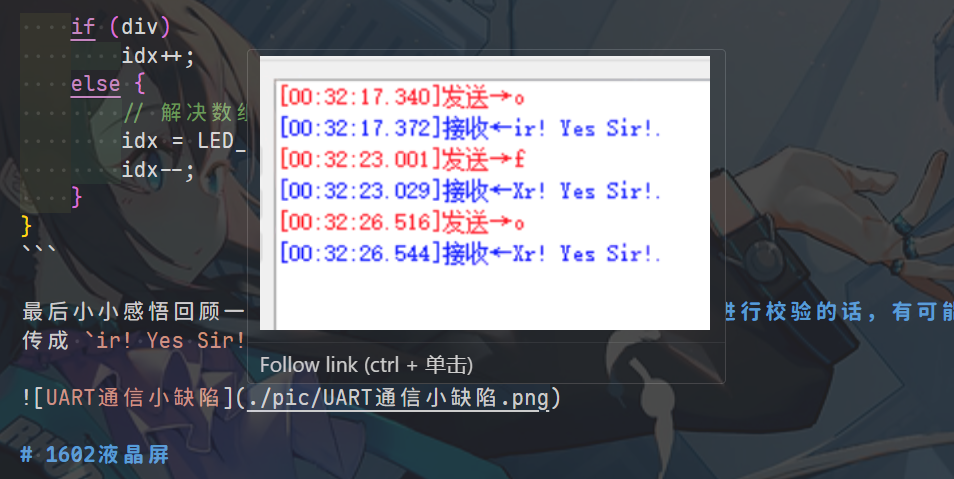 if (div)
idx++;
else {
// 解决数组
idx = LED_
idx--;
}
}
```
[00:32:17.340]发送→o
[00:32:17.372]接收←ir! Yes Sir!.
[00:32:23.001]发送→f
[00:32:23.029]接收←Xr! Yes Sir!.
[00:32:26.516]发送→o
[00:32:26.544]接收←Xr! Yes Sir!.
Follow link (ctrl + 单击)
最后小小感悟回顾一 进行校验的话，有可能
传成 `ir! Yes Sir!
![UART通信小缺陷](./pic/UART通信小缺陷.png)
# 1602液晶屏